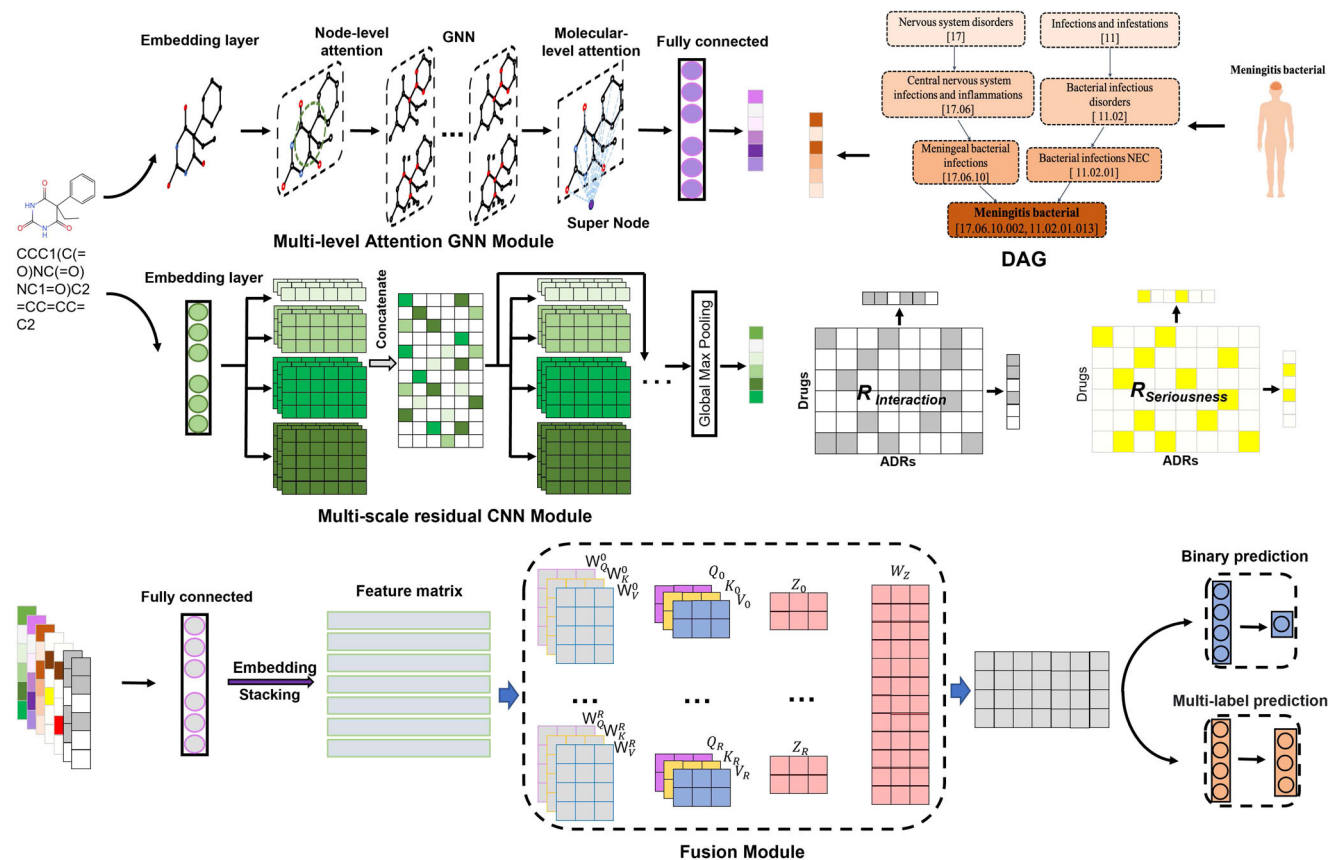 Embedding layer
Node-level
attention
GNN
Molecular-
level attention
Fully connected
Super Node
Multi-level Attention GNN Module
Nervous system
disorders
[17]
Infections and infestations
[11]
Central nervous system
infections and inflammations
[17.06]
Bacterial infectious
disorders
[ 11.02]
Meningeal bacterial
infections
[17.06.10]
Bacterial infections NEC
[ 11.02.01]
Meningitis bacterial
[17.06.10.002, 11.02.01.013]
Meningitis bacterial
DAG
O
O
O
NH
HN
CCC1(C(=
O)NC(=O)
NC1=O)C2
=CC=CC=
C2
Embedding layer
Concatenate
...
Global Max Pooling
Multi-scale residual CNN Module
Drugs
R Interaction
ADRs
Drugs
R Seriousness
ADRs
Fully connected
Embedding
Stacking
Feature matrix
W_Q^0
W_K^0
W_V^0
Q_0
K_0
V_0
Z_0
W_Z
...
...
...
W_Q^R
W_K^R
W_V^R
Q_R
K_R
V_R
Z_R
Fusion Module
Binary prediction
Multi-label prediction